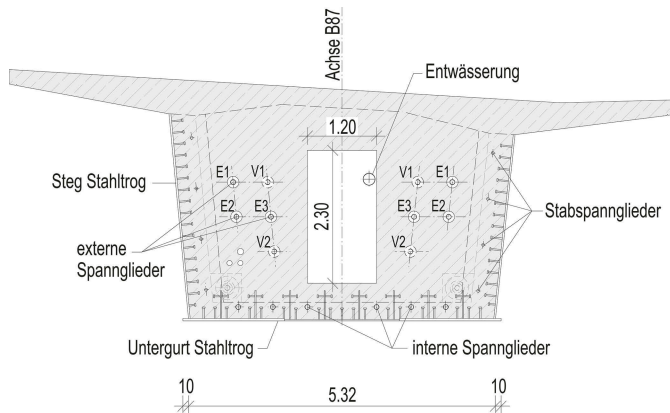 Achse B87
Entwässerung
1.20
Steg Stahltrog
E1 V1 V1 E1
E2 E3 E3 E2
Stabspannglieder
2.30
externe
Spannglieder
V2 V2
Untergurt Stahltrog
interne Spannglieder
10 5.32 10